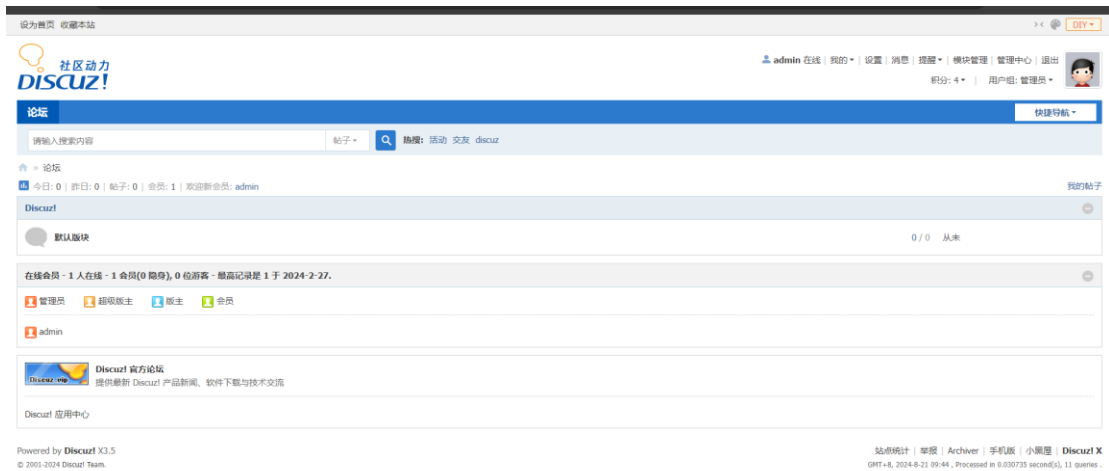 设为首页 收藏本站
DIY
社区动力
DISCUZ!
admin 在线 | 我的 | 设置 | 消息 | 提醒 | 模块管理 | 管理中心 | 退出
积分: 4 | 用户组: 管理员
论坛
快捷导航
请输入搜索内容
帖子
热搜: 活动 交友 discuz
» 论坛
今日: 0 | 昨日: 0 | 帖子: 0 | 会员: 1 | 欢迎新会员: admin
我的帖子
Discuz!
默认版块
0 / 0 从未
在线会员 - 1 人在线 - 1 会员(0 隐身), 0 位游客 - 最高记录是 1 于 2024-2-27.
管理员 超级版主 版主 会员
admin
Discuz! 官方论坛
提供最新 Discuz! 产品新闻、软件下载与技术交流
Discuz! 应用中心
Powered by Discuz! X3.5
站点统计 | 举报 | Archiver | 手机版 | 小黑屋 | Discuz! X
© 2001-2024 Discuz! Team.
GMT+8, 2024-8-21 09:44 , Processed in 0.030735 second(s), 11 queries .